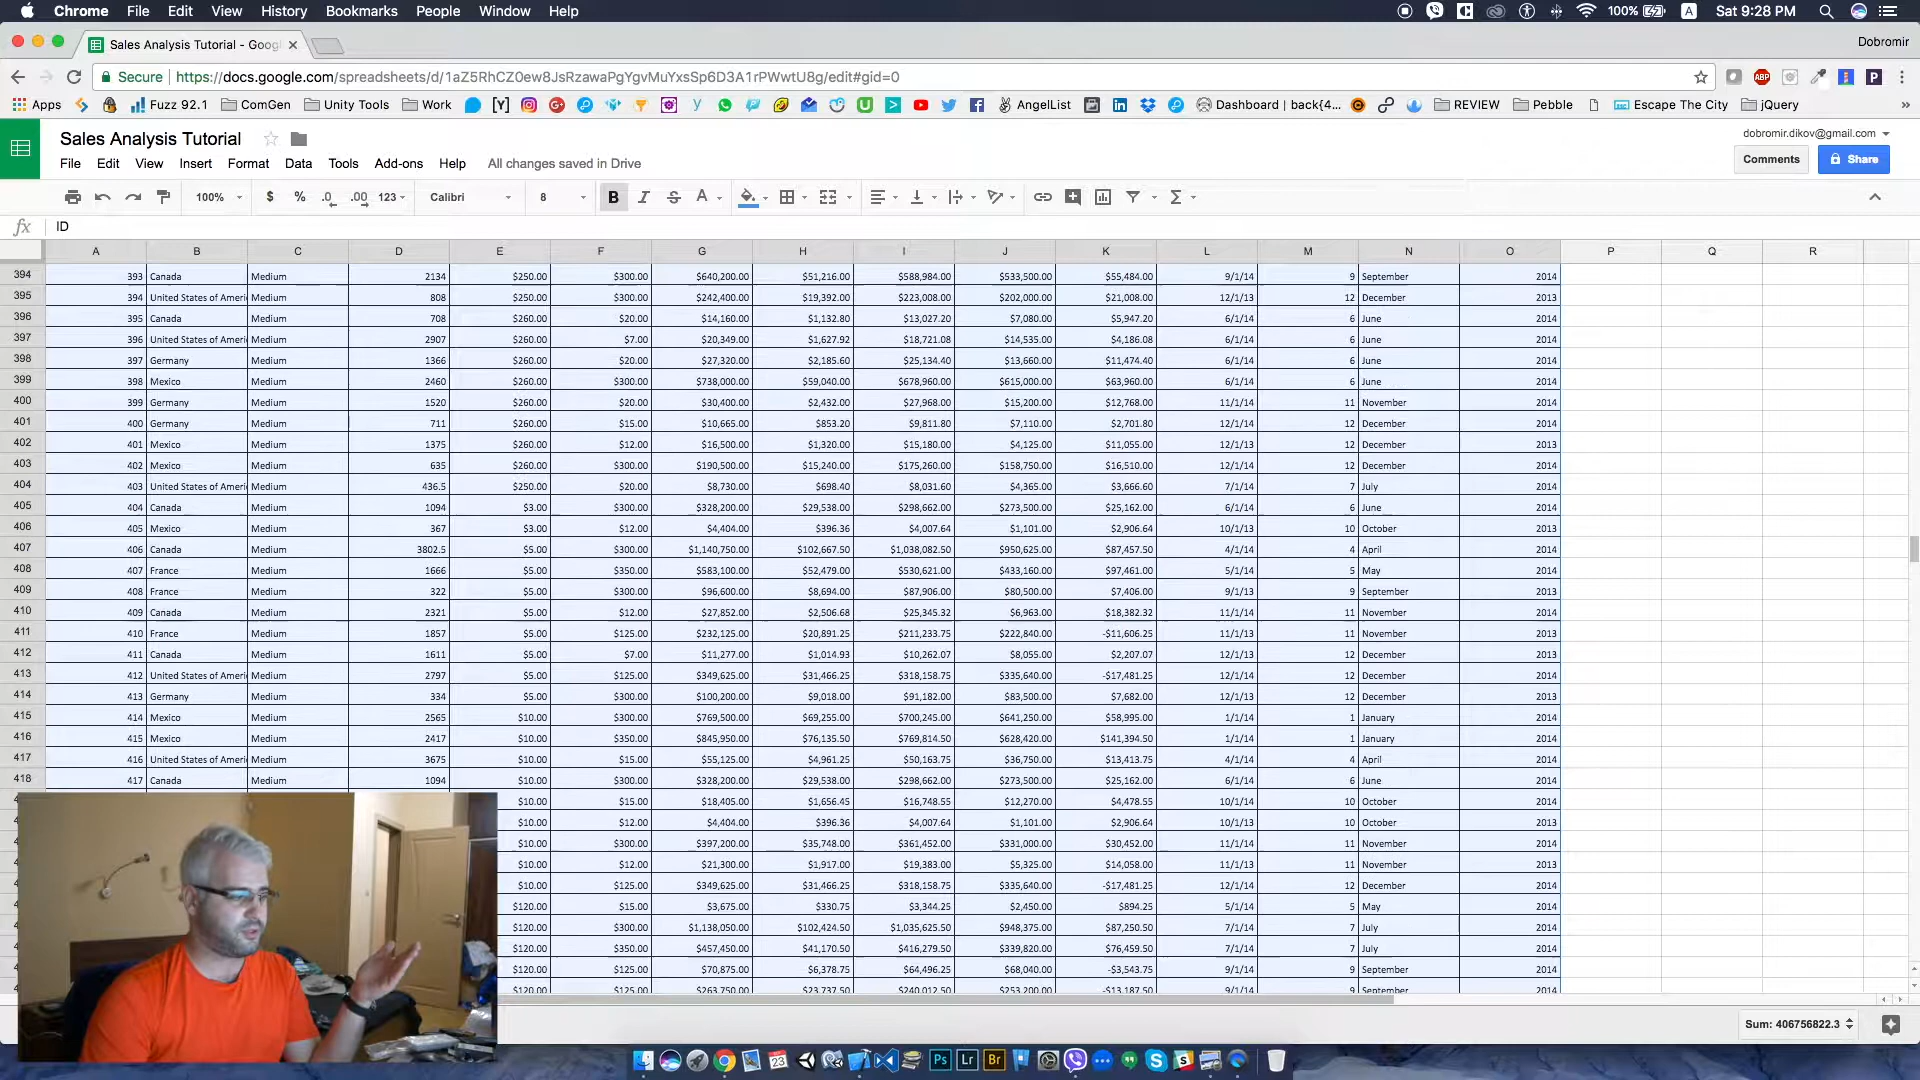 Chrome File Edit View History Bookmarks People Window Help 100% A Sat 9:28 PM
Sales Analysis Tutorial - Goog Dobromir
Secure https://docs.google.com/spreadsheets/d/1aZ5RhCZ0ew8JsRzawaPgYgvMuYxsSp6D3A1rPWwtU8g/edit#gid=0
Apps Fuzz 92.1 ComGen Unity Tools Work AngelList Dashboard | back{4... REVIEW Pebble Escape The City jQuery
Sales Analysis Tutorial dobromir.dikov@gmail.com
File Edit View Insert Format Data Tools Add-ons Help All changes saved in Drive Comments Share
100% $ % .0 .00 123 Calibri 8 B I S A
fx ID
A B C D E F G H I J K L M N O P Q R
394 393 Canada Medium 2134 $250.00 $300.00 $640,200.00 $51,216.00 $588,984.00 $533,500.00 $55,484.00 9/1/14 9 September 2014
395 394 United States of Ameri Medium 808 $250.00 $300.00 $242,400.00 $19,392.00 $223,008.00 $202,000.00 $21,008.00 12/1/13 12 December 2013
396 395 Canada Medium 708 $260.00 $20.00 $14,160.00 $1,132.80 $13,027.20 $7,080.00 $5,947.20 6/1/14 6 June 2014
397 396 United States of Ameri Medium 2907 $260.00 $7.00 $20,349.00 $1,627.92 $18,721.08 $14,535.00 $4,186.08 6/1/14 6 June 2014
398 397 Germany Medium 1366 $260.00 $20.00 $27,320.00 $2,185.60 $25,134.40 $13,660.00 $11,474.40 6/1/14 6 June 2014
399 398 Mexico Medium 2460 $260.00 $300.00 $738,000.00 $59,040.00 $678,960.00 $615,000.00 $63,960.00 6/1/14 6 June 2014
400 399 Germany Medium 1520 $260.00 $20.00 $30,400.00 $2,432.00 $27,968.00 $15,200.00 $12,768.00 11/1/14 11 November 2014
401 400 Germany Medium 711 $260.00 $15.00 $10,665.00 $853.20 $9,811.80 $7,110.00 $2,701.80 12/1/14 12 December 2014
402 401 Mexico Medium 1375 $260.00 $12.00 $16,500.00 $1,320.00 $15,180.00 $4,125.00 $11,055.00 12/1/13 12 December 2013
403 402 Mexico Medium 635 $260.00 $300.00 $190,500.00 $15,240.00 $175,260.00 $158,750.00 $16,510.00 12/1/14 12 December 2014
404 403 United States of Ameri Medium 436.5 $250.00 $20.00 $8,730.00 $698.40 $8,031.60 $4,365.00 $3,666.60 7/1/14 7 July 2014
405 404 Canada Medium 1094 $3.00 $300.00 $328,200.00 $29,538.00 $298,662.00 $273,500.00 $25,162.00 6/1/14 6 June 2014
406 405 Mexico Medium 367 $3.00 $12.00 $4,404.00 $396.36 $4,007.64 $1,101.00 $2,906.64 10/1/13 10 October 2013
407 406 Canada Medium 3802.5 $5.00 $300.00 $1,140,750.00 $102,667.50 $1,038,082.50 $950,625.00 $87,457.50 4/1/14 4 April 2014
408 407 France Medium 1666 $5.00 $350.00 $583,100.00 $52,479.00 $530,621.00 $433,160.00 $97,461.00 5/1/14 5 May 2014
409 408 France Medium 322 $5.00 $300.00 $96,600.00 $8,694.00 $87,906.00 $80,500.00 $7,406.00 9/1/13 9 September 2013
410 409 Canada Medium 2321 $5.00 $12.00 $27,852.00 $2,506.68 $25,345.32 $6,963.00 $18,382.32 11/1/14 11 November 2014
411 410 France Medium 1857 $5.00 $125.00 $232,125.00 $20,891.25 $211,233.75 $222,840.00 -$11,606.25 11/1/13 11 November 2013
412 411 Canada Medium 1611 $5.00 $7.00 $11,277.00 $1,014.93 $10,262.07 $8,055.00 $2,207.07 12/1/13 12 December 2013
413 412 United States of Ameri Medium 2797 $5.00 $125.00 $349,625.00 $31,466.25 $318,158.75 $335,640.00 -$17,481.25 12/1/14 12 December 2014
414 413 Germany Medium 334 $5.00 $300.00 $100,200.00 $9,018.00 $91,182.00 $83,500.00 $7,682.00 12/1/13 12 December 2013
415 414 Mexico Medium 2565 $10.00 $300.00 $769,500.00 $69,255.00 $700,245.00 $641,250.00 $58,995.00 1/1/14 1 January 2014
416 415 Mexico Medium 2417 $10.00 $350.00 $845,950.00 $76,135.50 $769,814.50 $628,420.00 $141,394.50 1/1/14 1 January 2014
417 416 United States of Ameri Medium 3675 $10.00 $15.00 $55,125.00 $4,961.25 $50,163.75 $36,750.00 $13,413.75 4/1/14 4 April 2014
418 417 Canada Medium 1094 $10.00 $300.00 $328,200.00 $29,538.00 $298,662.00 $273,500.00 $25,162.00 6/1/14 6 June 2014
$10.00 $15.00 $18,405.00 $1,656.45 $16,748.55 $12,270.00 $4,478.55 10/1/14 10 October 2014
$10.00 $12.00 $4,404.00 $396.36 $4,007.64 $1,101.00 $2,906.64 10/1/13 10 October 2013
$10.00 $300.00 $397,200.00 $35,748.00 $361,452.00 $331,000.00 $30,452.00 11/1/14 11 November 2014
$10.00 $12.00 $21,300.00 $1,917.00 $19,383.00 $5,325.00 $14,058.00 11/1/13 11 November 2013
$10.00 $125.00 $349,625.00 $31,466.25 $318,158.75 $335,640.00 -$17,481.25 12/1/14 12 December 2014
$120.00 $15.00 $3,675.00 $330.75 $3,344.25 $2,450.00 $894.25 5/1/14 5 May 2014
$120.00 $300.00 $1,138,050.00 $102,424.50 $1,035,625.50 $948,375.00 $87,250.50 7/1/14 7 July 2014
$120.00 $350.00 $457,450.00 $41,170.50 $416,279.50 $339,820.00 $76,459.50 7/1/14 7 July 2014
$120.00 $125.00 $70,875.00 $6,378.75 $64,496.25 $68,040.00 -$3,543.75 9/1/14 9 September 2014
$120.00 $125.00 $263,750.00 $23,737.50 $240,012.50 $253,200.00 -$13,187.50 9/1/14 9 September 2014
Sum: 406756822.3
23 Ps Lr Br